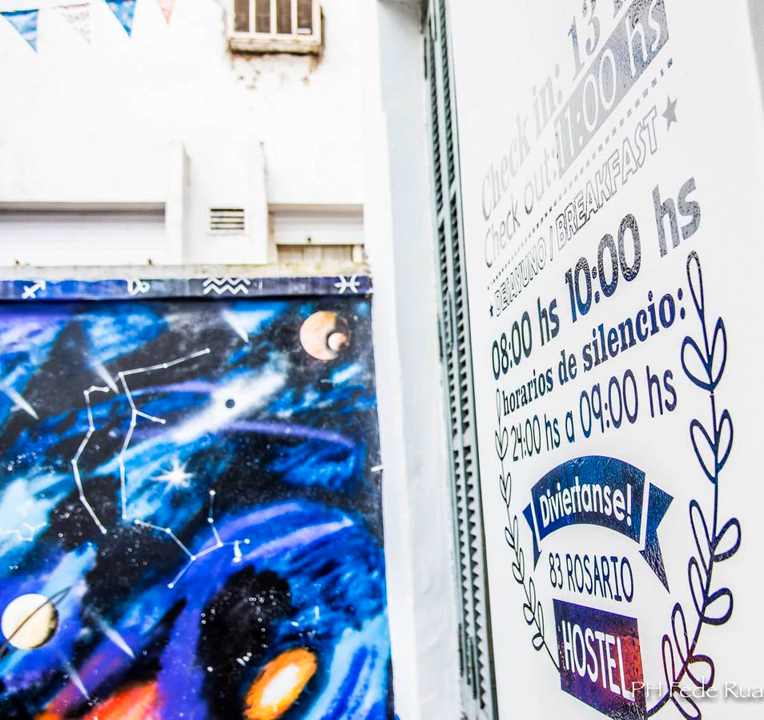 Check in: 13
Check out: 11:00 hs
DESAYUNO / BREAKFAST
08:00 hs 10:00 hs
horarios de silencio:
24:00 hs a 09:00 hs
Diviertanse!
83 ROSARIO
HOSTEL
PH Fede Rua